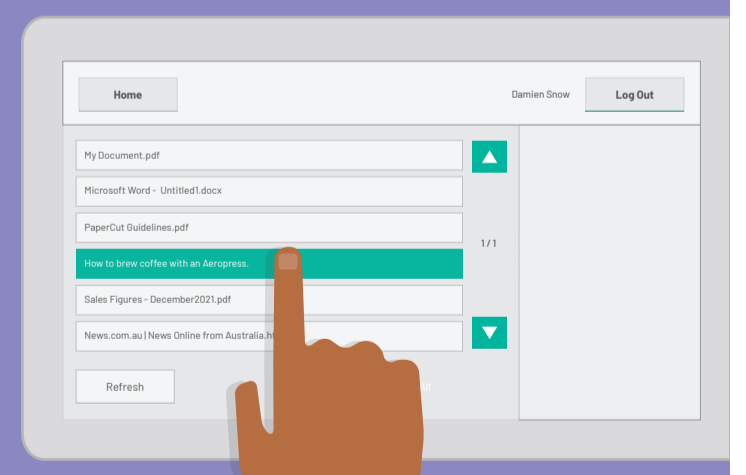 Home
Damien Snow
Log Out
My Document.pdf
Microsoft Word - Untitled1.docx
PaperCut Guidelines.pdf
1 / 1
How to brew coffee with an Aeropress.
Sales Figures - December2021.pdf
News.com.au | News Online from Australia.h
Refresh